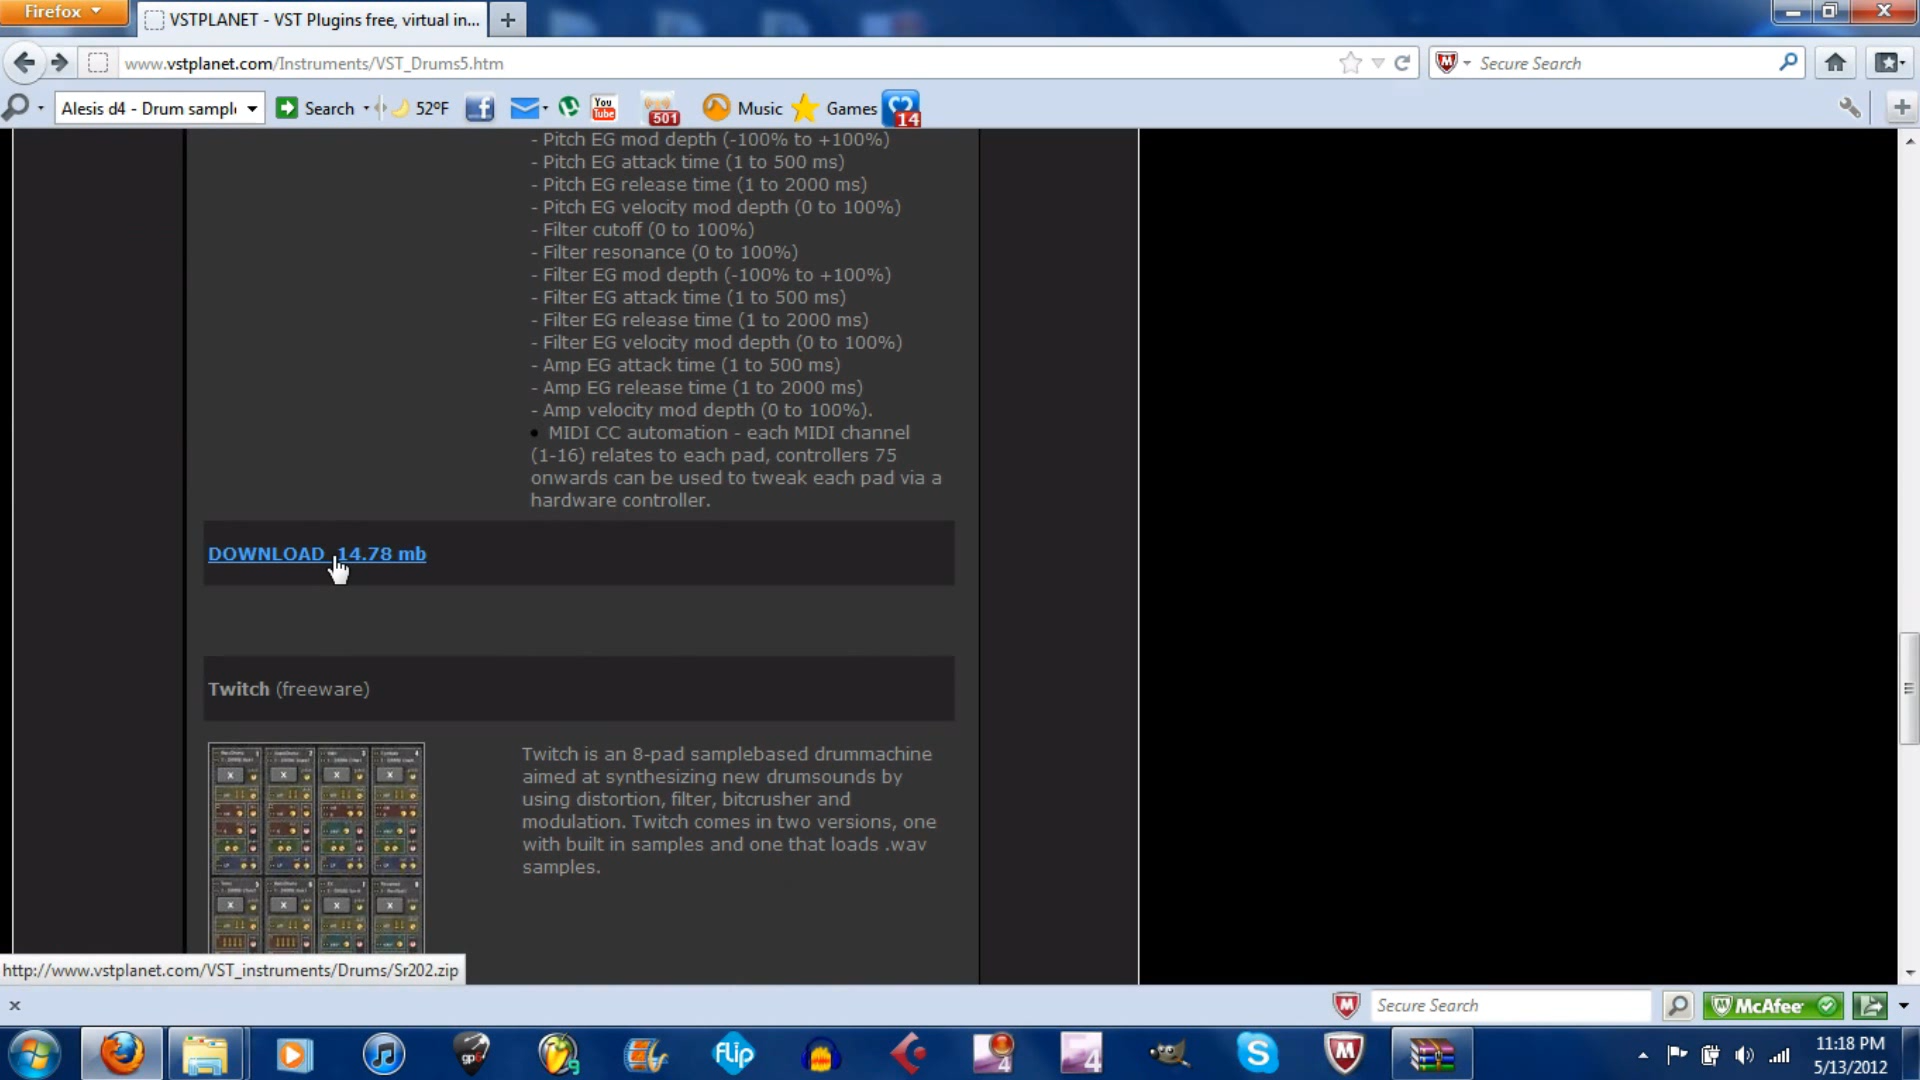 Firefox
VSTPLANET - VST Plugins free, virtual in...
www.vstplanet.com/Instruments/VST_Drums5.htm
Secure Search
Alesis d4 - Drum sampl
Search
52°F
You
Tube
501
Music
Games
14
- Pitch EG mod depth (-100% to +100%)
- Pitch EG attack time (1 to 500 ms)
- Pitch EG release time (1 to 2000 ms)
- Pitch EG velocity mod depth (0 to 100%)
- Filter cutoff (0 to 100%)
- Filter resonance (0 to 100%)
- Filter EG mod depth (-100% to +100%)
- Filter EG attack time (1 to 500 ms)
- Filter EG release time (1 to 2000 ms)
- Filter EG velocity mod depth (0 to 100%)
- Amp EG attack time (1 to 500 ms)
- Amp EG release time (1 to 2000 ms)
- Amp velocity mod depth (0 to 100%).
• MIDI CC automation - each MIDI channel
(1-16) relates to each pad, controllers 75
onwards can be used to tweak each pad via a
hardware controller.
DOWNLOAD 14.78 mb
Twitch (freeware)
Twitch is an 8-pad samplebased drummachine
aimed at synthesizing new drumsounds by
using distortion, filter, bitcrusher and
modulation. Twitch comes in two versions, one
with built in samples and one that loads .wav
samples.
http://www.vstplanet.com/VST_instruments/Drums/Sr202.zip
Secure Search
McAfee
FLIP
11:18 PM
5/13/2012